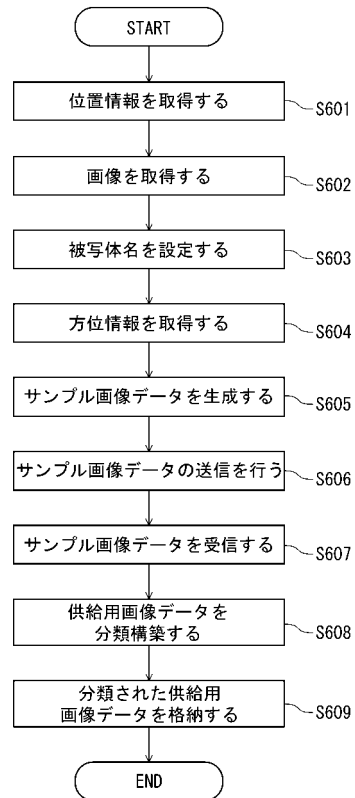 START
位置情報を取得する
S601
画像を取得する
S602
被写体名を設定する
S603
方位情報を取得する
S604
サンプル画像データを生成する
S605
サンプル画像データの送信を行う
S606
サンプル画像データを受信する
S607
供給用画像データを
分類構築する
S608
分類された供給用
画像データを格納する
S609
END